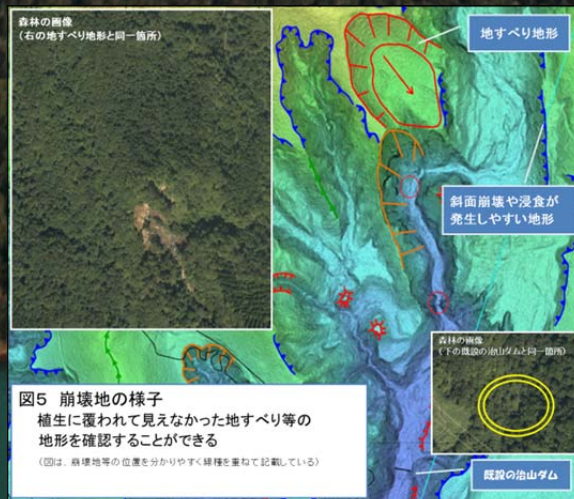 森林の画像
(右の地すべり地形と同一箇所)
地すべり地形
斜面崩壊や浸食が
発生しやすい地形
森林の画像
(下の既設の治山ダムと同一箇所)
既設の治山ダム
図5 崩壊地の様子
植生に覆われて見えなかった地すべり等の
地形を確認することができる
(図は、崩壊地等の位置を分かりやすく線種を重ねて記載している)